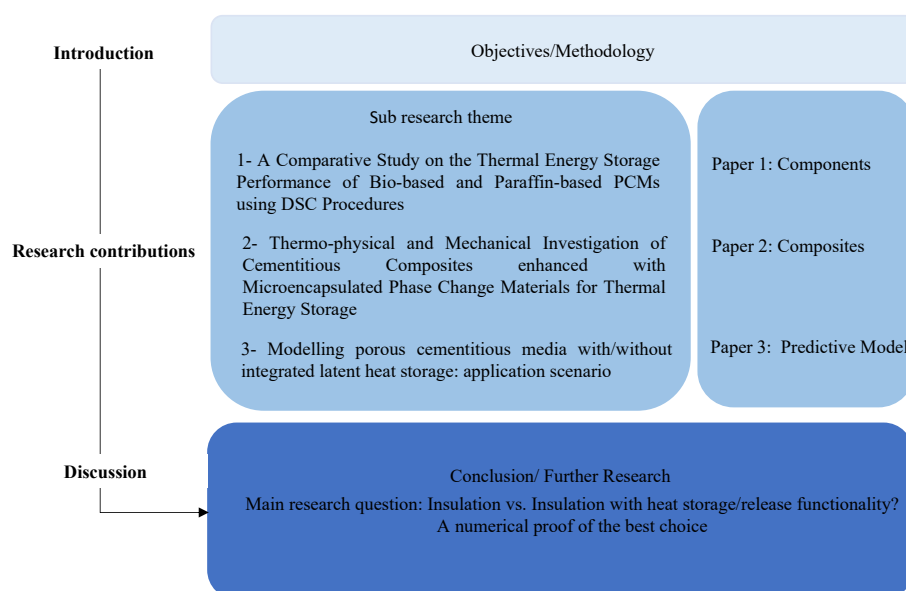 Introduction
Objectives/Methodology
Sub research theme
1- A Comparative Study on the Thermal Energy Storage
Performance of Bio-based and Paraffin-based PCMs
using DSC Procedures
Paper 1: Components
Research contributions
2- Thermo-physical and Mechanical Investigation of
Cementitious Composites enhanced with
Microencapsulated Phase Change Materials for Thermal
Energy Storage
Paper 2: Composites
3- Modelling porous cementitious media with/without
integrated latent heat storage: application scenario
Paper 3: Predictive Model
Discussion
Conclusion/ Further Research
Main research question: Insulation vs. Insulation with heat storage/release functionality?
A numerical proof of the best choice